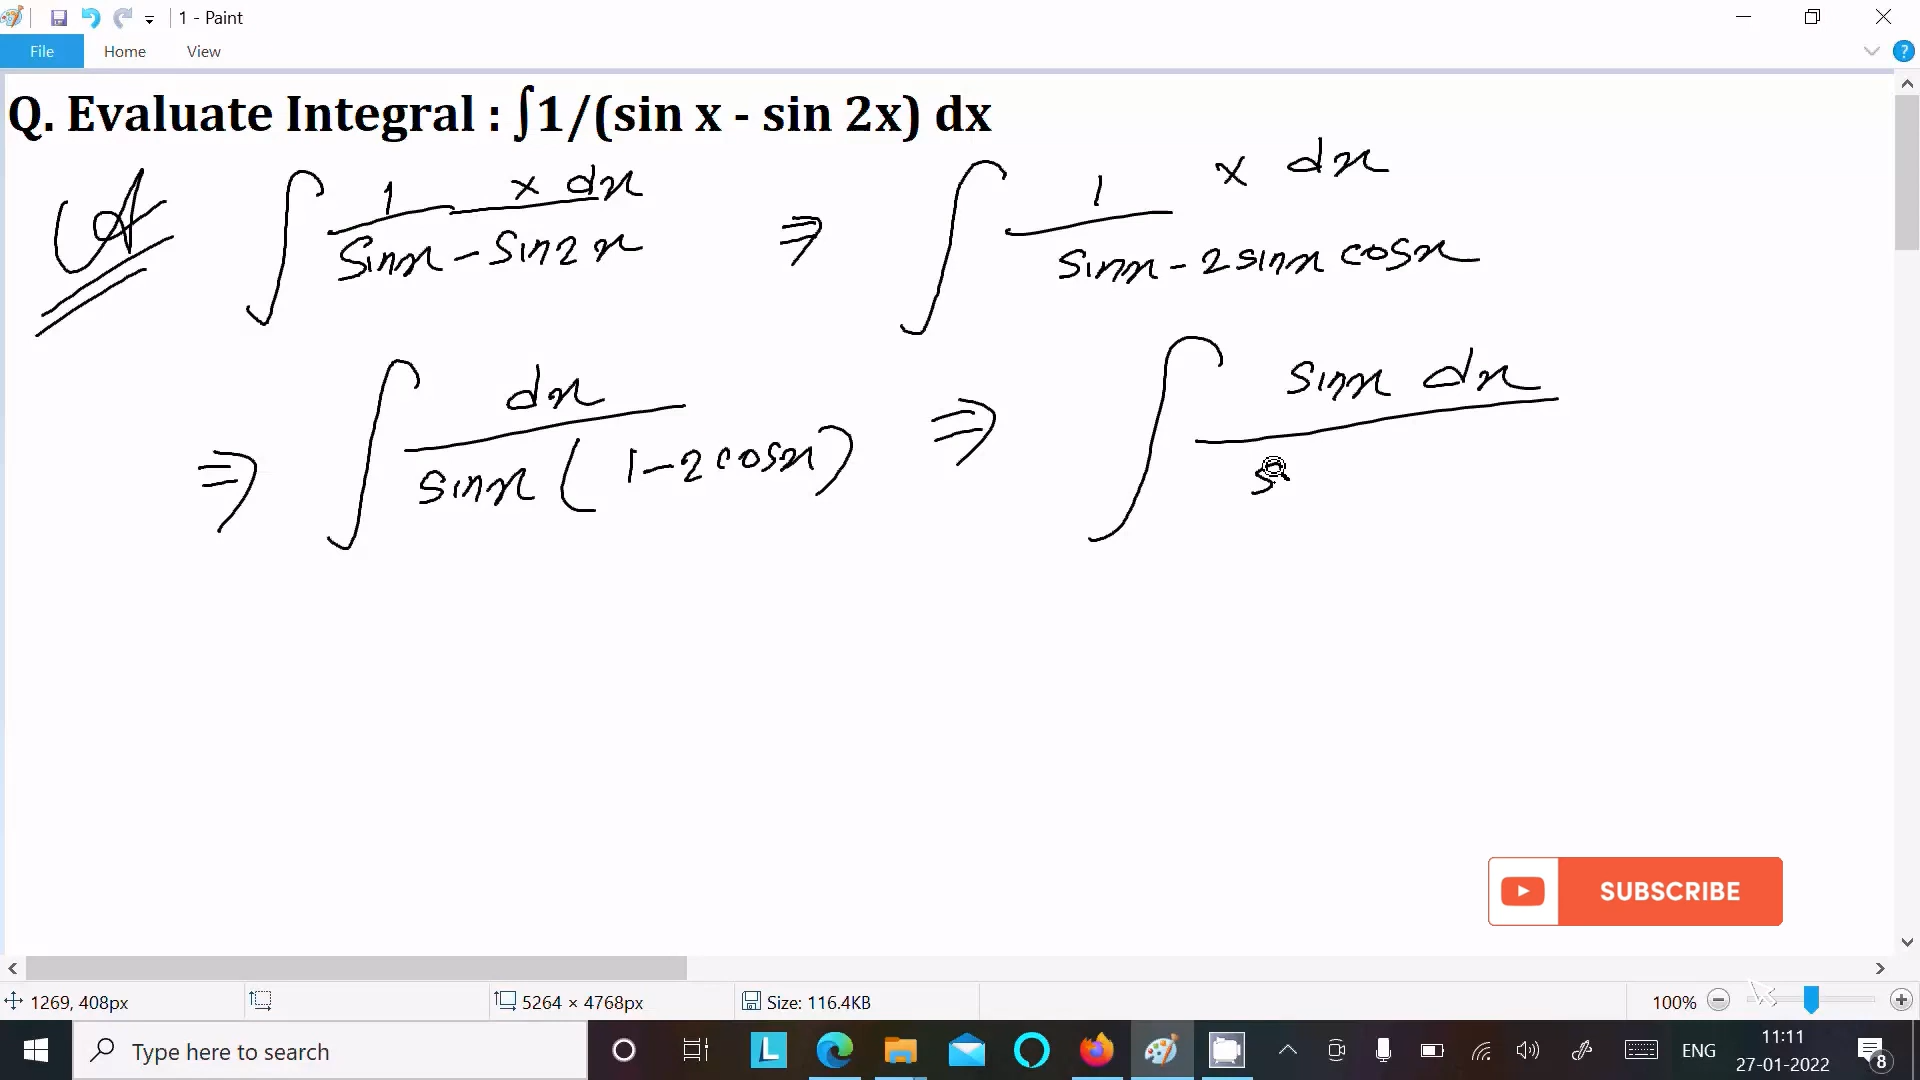 1 - Paint
File Home View
Q. Evaluate Integral : ∫1/(sin x - sin 2x) dx
∫ 1/(sinx - sin2x) × dx ⇒ ∫ 1/(sinx - 2sinx cosx) × dx
⇒ ∫ dx/(sinx (1-2cosx)) ⇒ ∫ sinx dx/s
SUBSCRIBE
1269, 408px 5264 × 4768px Size: 116.4KB 100%
Type here to search L ENG 11:11
27-01-2022 8